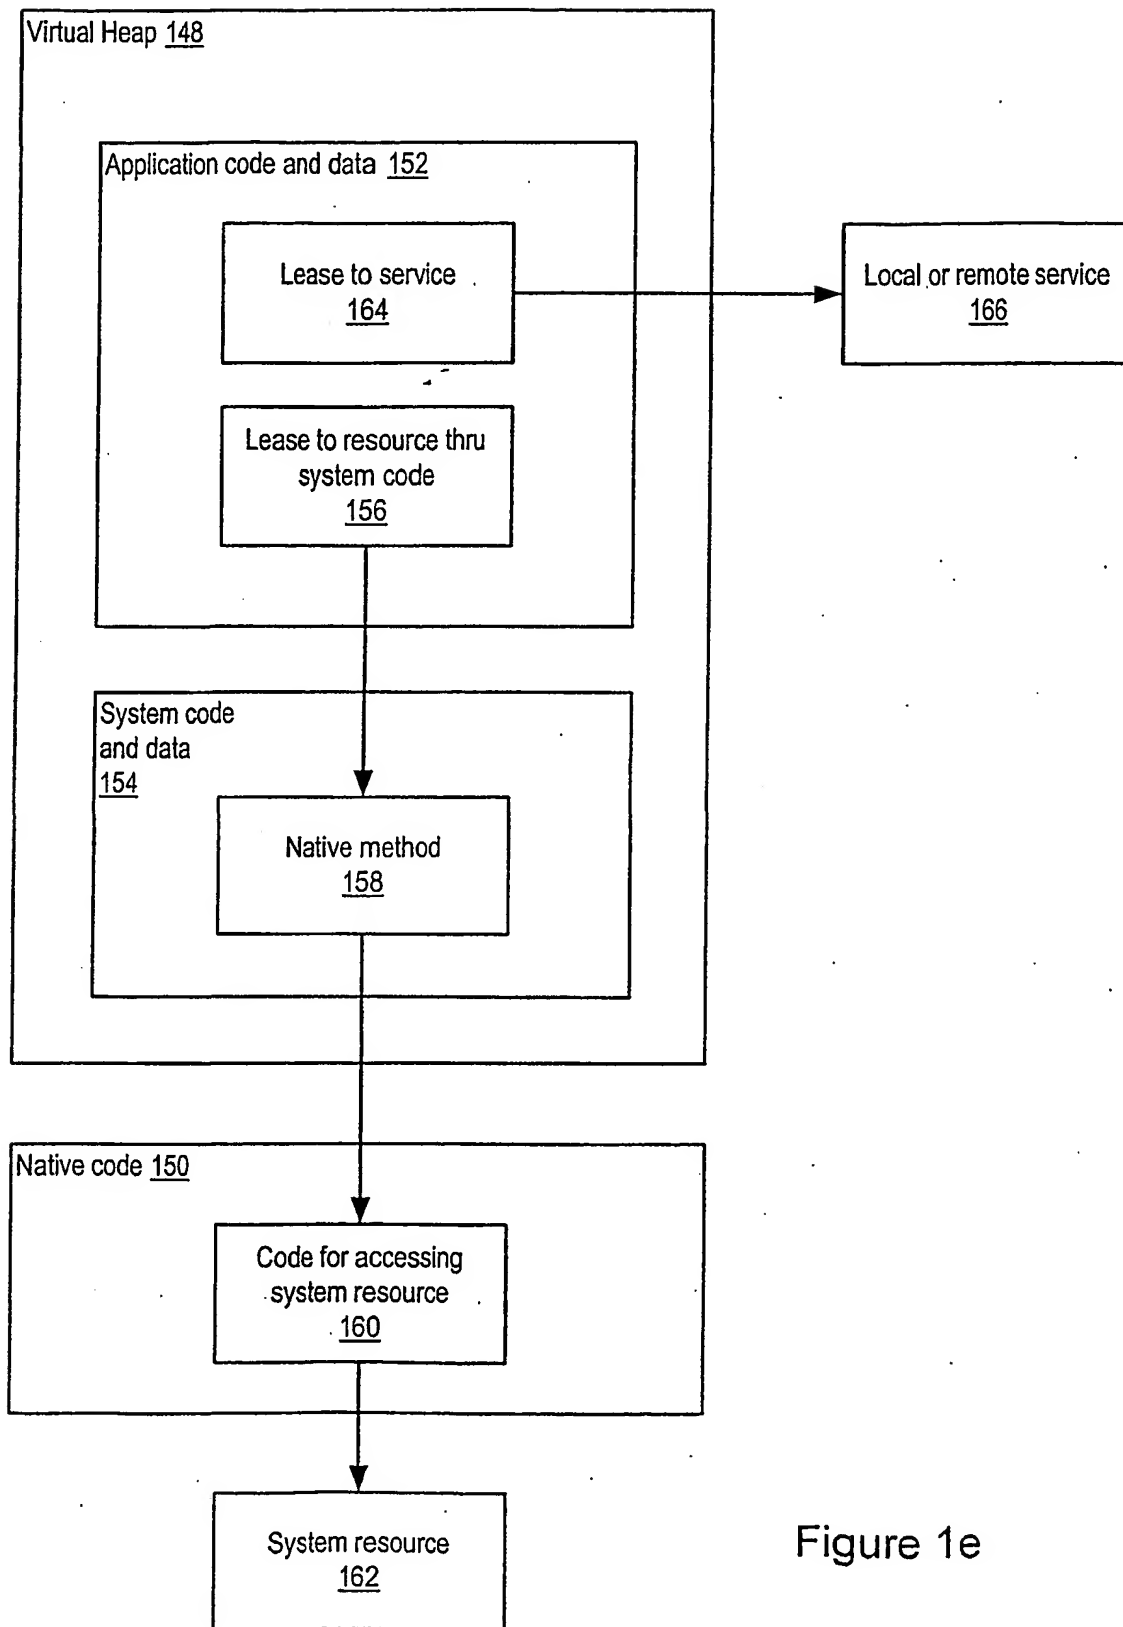 Virtual Heap 148
Application code and data 152
Lease to service
164
Local or remote service
166
Lease to resource thru
system code
156
System code
and data
154
Native method
158
Native code 150
Code for accessing
system resource
160
System resource
162
Figure 1e